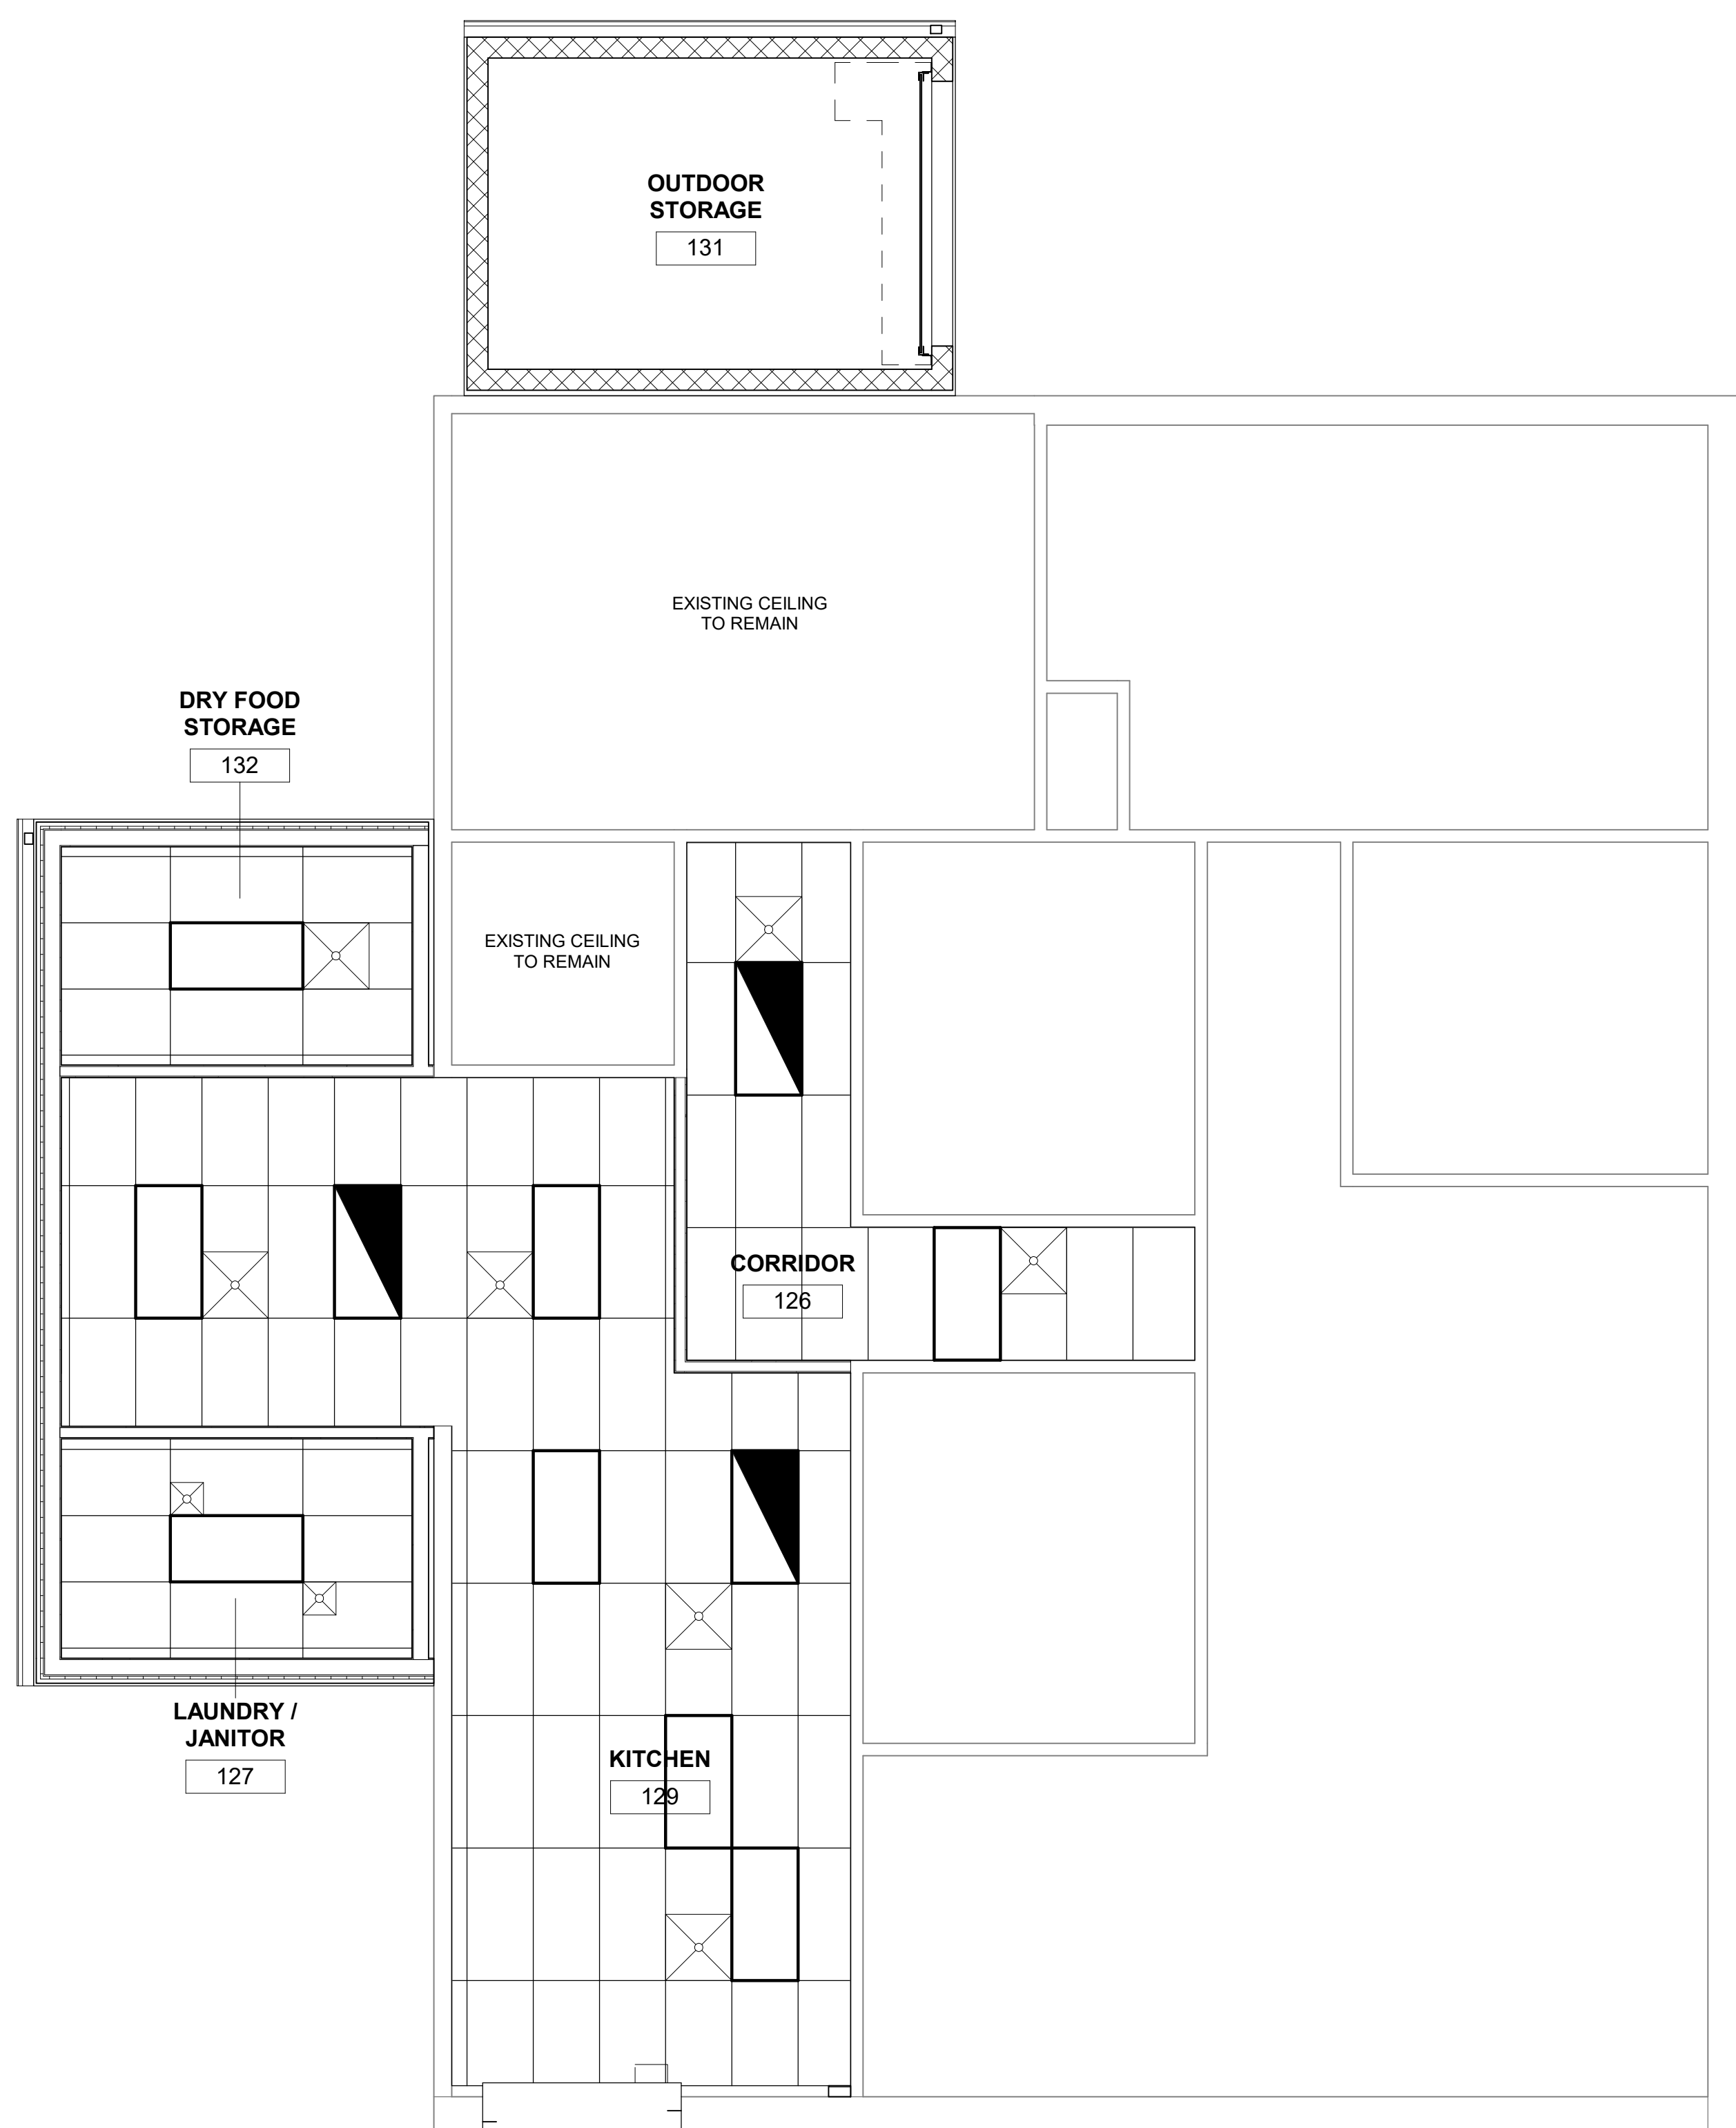 OUTDOOR
STORAGE
131
EXISTING CEILING
TO REMAIN
DRY FOOD
STORAGE
132
EXISTING CEILING
TO REMAIN
CORRIDOR
126
LAUNDRY /
JANITOR
127
KITCHEN
129